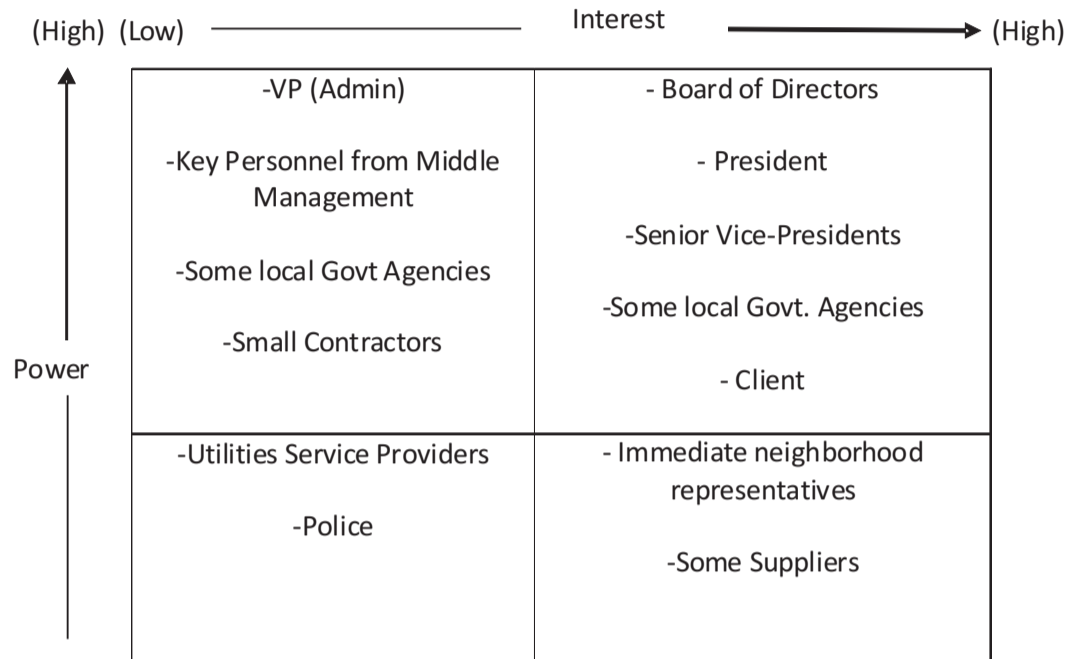 Interest
(High) (Low) (High)
-VP (Admin)
-Key Personnel from Middle
Management
-Some local Govt Agencies
-Small Contractors
- Board of Directors
- President
-Senior Vice-Presidents
-Some local Govt. Agencies
- Client
Power
-Utilities Service Providers
-Police
- Immediate neighborhood
representatives
-Some Suppliers